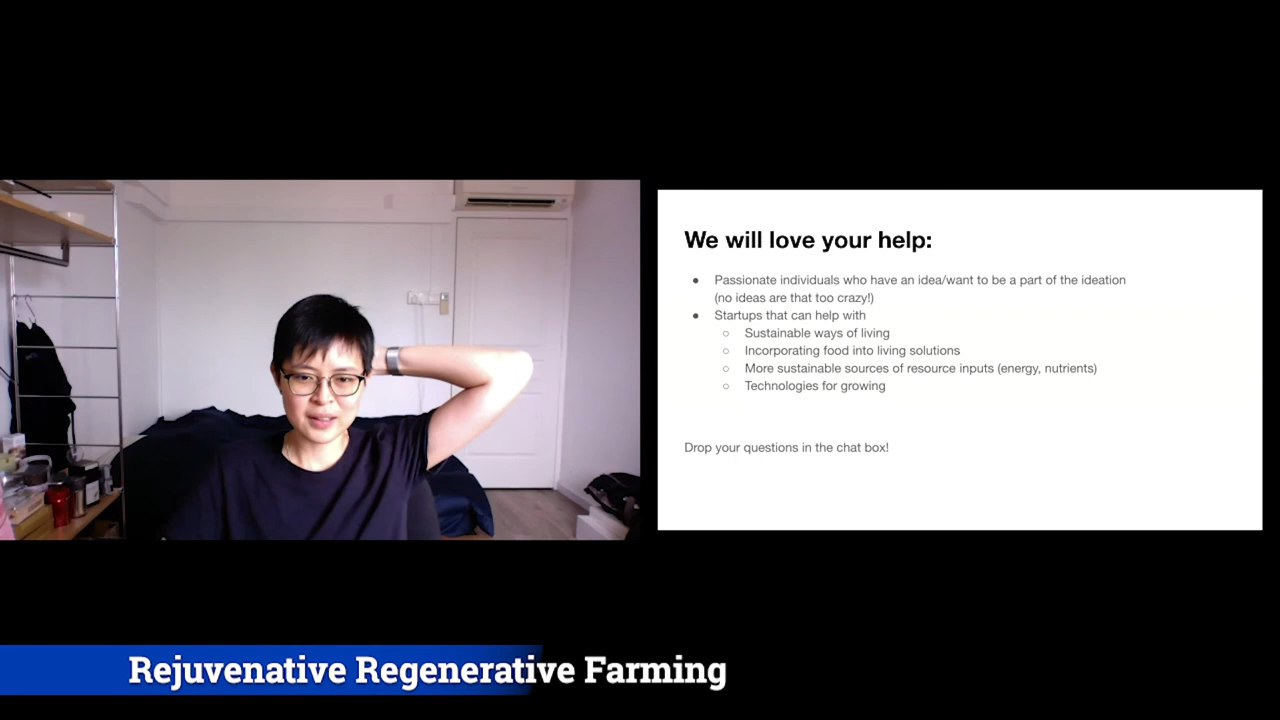 We will love your help:
● Passionate individuals who have an idea/want to be a part of the ideation
(no ideas are that too crazy!)
● Startups that can help with
○ Sustainable ways of living
○ Incorporating food into living solutions
○ More sustainable sources of resource inputs (energy, nutrients)
○ Technologies for growing
Drop your questions in the chat box!
Rejuvenative Regenerative Farming